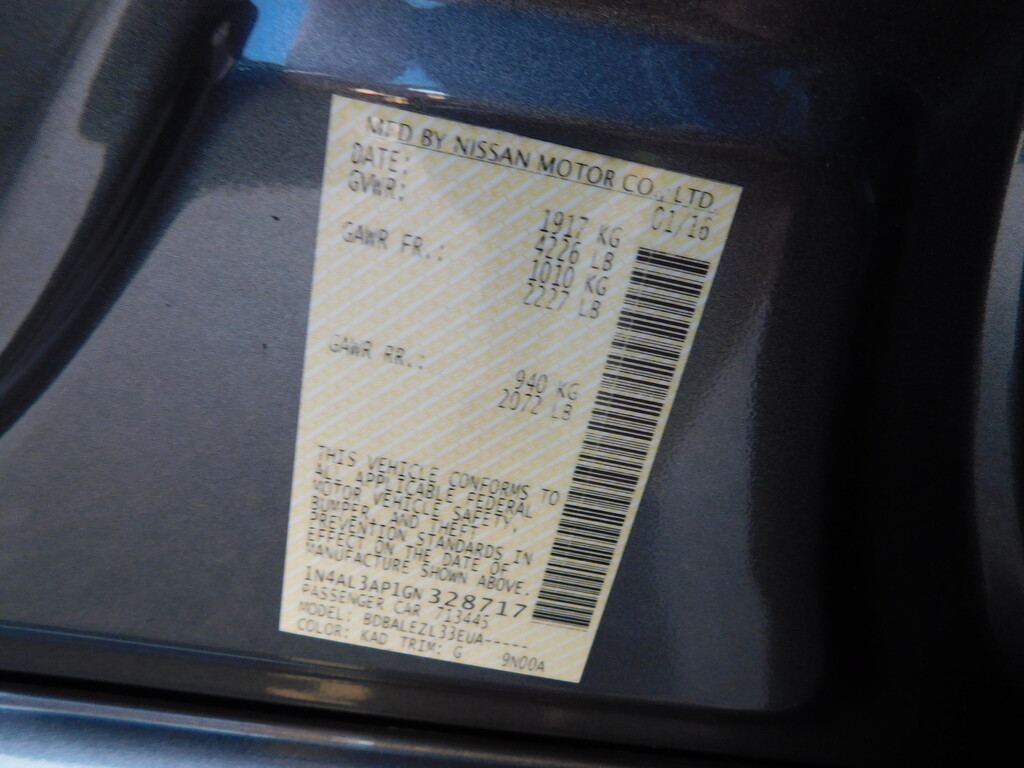 MFD BY NISSAN MOTOR CO., LTD
DATE: 01/16
GVWR: 1917 KG
4226 LB
GAWR FR.: 1010 KG
2227 LB
GAWR RR.: 940 KG
2072 LB
THIS VEHICLE CONFORMS TO
ALL APPLICABLE FEDERAL
MOTOR VEHICLE SAFETY,
BUMPER, AND THEFT
PREVENTION STANDARDS IN
EFFECT ON THE DATE OF
MANUFACTURE SHOWN ABOVE.
1N4AL3AP1GN 328717
PASSENGER CAR 713445
MODEL: BDBALEZL33EUA-----
COLOR: KAD TRIM: G 9N00A